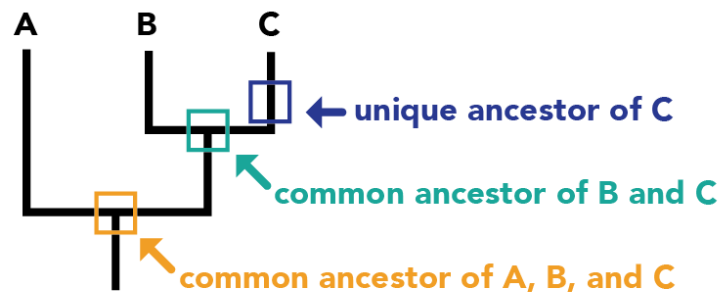 A B C
unique ancestor of C
common ancestor of B and C
common ancestor of A, B, and C